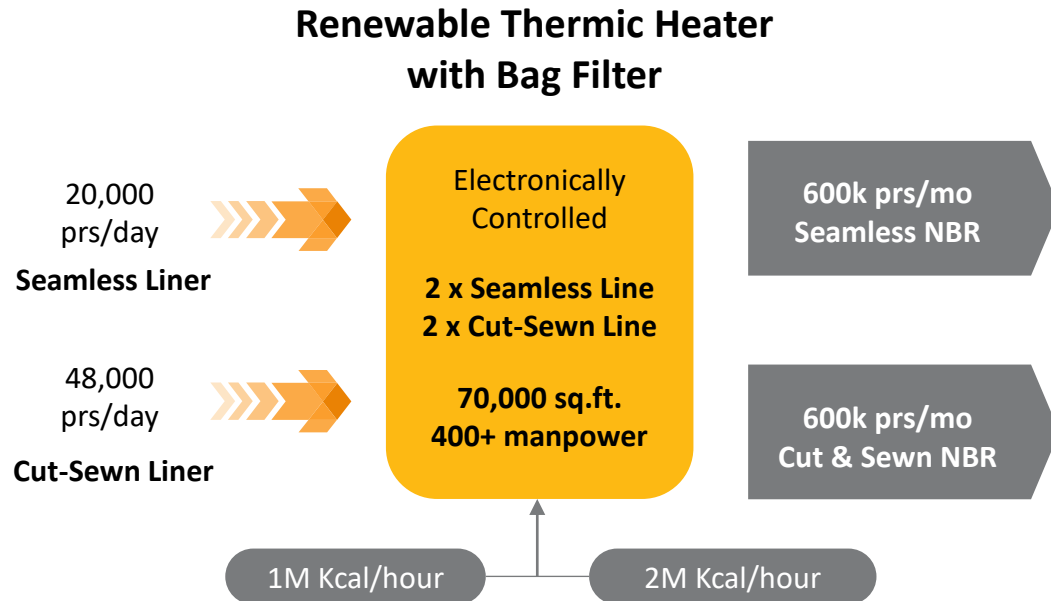 Renewable Thermic Heater
with Bag Filter
20,000
prs/day
Seamless Liner
48,000
prs/day
Cut-Sewn Liner
Electronically
Controlled
2 x Seamless Line
2 x Cut-Sewn Line
70,000 sq.ft.
400+ manpower
600k prs/mo
Seamless NBR
600k prs/mo
Cut & Sewn NBR
1M Kcal/hour
2M Kcal/hour